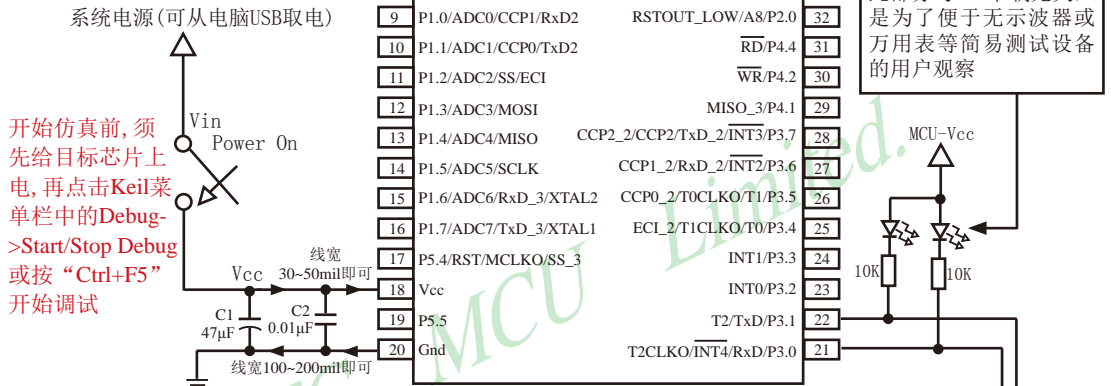 系统电源(可从电脑USB取电)
Vin
Power On
开始仿真前,须
先给目标芯片上
电,再点击Keil菜
单栏中的Debug-
>Start/Stop Debug
或按“Ctrl+F5”
开始调试
Vcc
线宽
30~50mil即可
C1
47μF
C2
0.01μF
线宽100~200mil即可
9 P1.0/ADC0/CCP1/RxD2
10 P1.1/ADC1/CCP0/TxD2
11 P1.2/ADC2/SS/ECI
12 P1.3/ADC3/MOSI
13 P1.4/ADC4/MISO
14 P1.5/ADC5/SCLK
15 P1.6/ADC6/RxD_3/XTAL2
16 P1.7/ADC7/TxD_3/XTAL1
17 P5.4/RST/MCLKO/SS_3
18 Vcc
19 P5.5
20 Gnd
RSTOUT_LOW/A8/P2.0 32
RD/P4.4 31
WR/P4.2 30
MISO_3/P4.1 29
CCP2_2/CCP2/TxD_2/INT3/P3.7 28
CCP1_2/RxD_2/INT2/P3.6 27
CCP0_2/T0CLKO/T1/P3.5 26
ECI_2/T1CLKO/T0/P3.4 25
INT1/P3.3 24
INT0/P3.2 23
T2/TxD/P3.1 22
T2CLKO/INT4/RxD/P3.0 21
是为了便于无示波器或
万用表等简易测试设备
的用户观察
MCU-Vcc
10K
10K
MCU Limited.